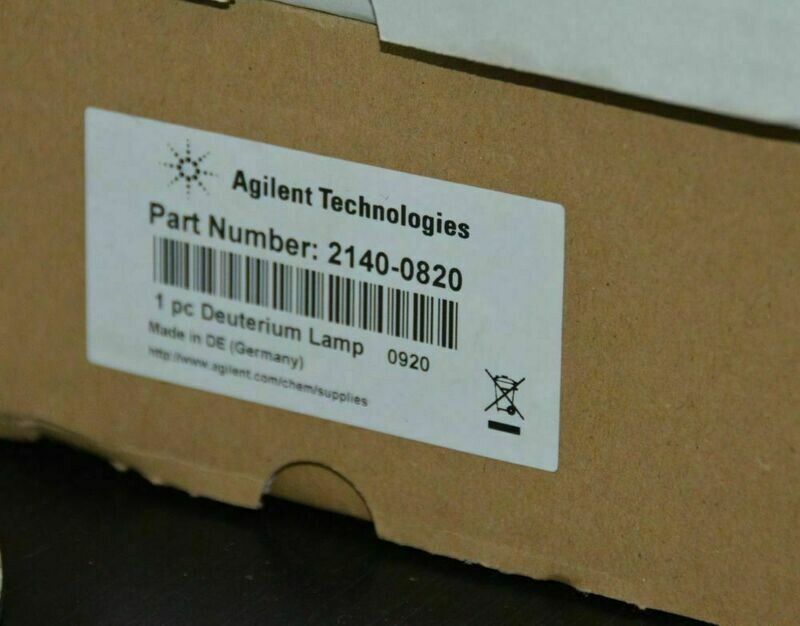 Agilent Technologies
Part Number: 2140-0820
1 pc Deuterium Lamp 0920
Made in DE (Germany)
http://www.agilent.com/chem/supplies